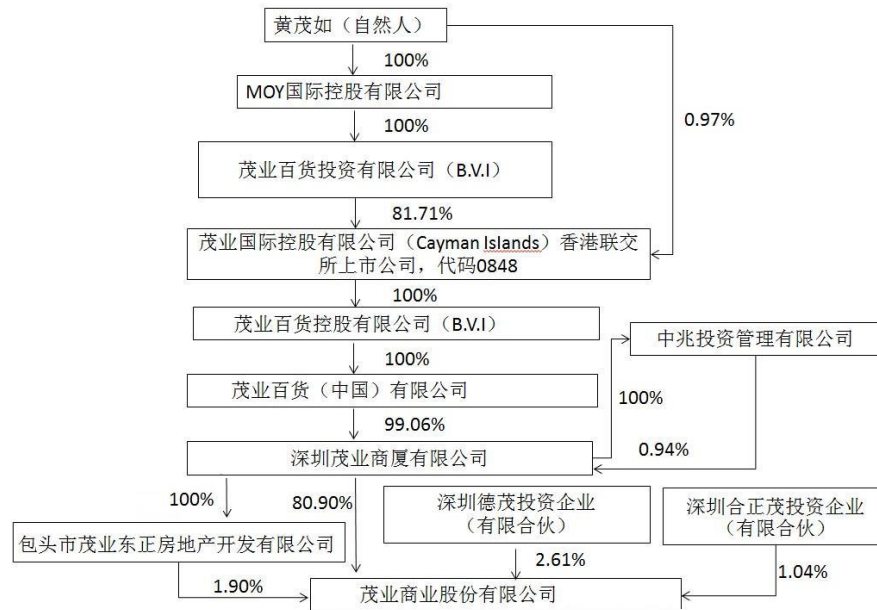 黄茂如（自然人）
100%
MOY国际控股有限公司
100%
0.97%
茂业百货投资有限公司（B.V.I）
81.71%
茂业国际控股有限公司（Cayman Islands）香港联交
所上市公司，代码0848
100%
茂业百货控股有限公司（B.V.I）
中兆投资管理有限公司
100%
茂业百货（中国）有限公司
100%
99.06%
深圳茂业商厦有限公司
0.94%
100%
80.90%
深圳德茂投资企业
（有限合伙）
深圳合正茂投资企业
（有限合伙）
包头市茂业东正房地产开发有限公司
2.61%
1.90%
1.04%
茂业商业股份有限公司